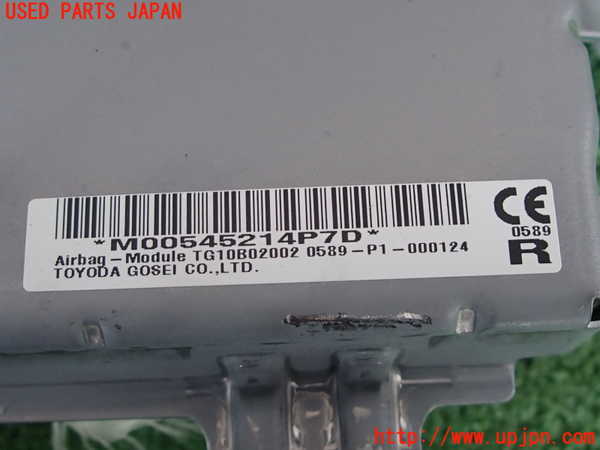 USED PARTS JAPAN
*M00545214P7D*
Airbag-Module TG10B02002 0589-P1-000124
TOYODA GOSEI CO.,LTD.
CE
0589
R
http://www.upjpn.com/